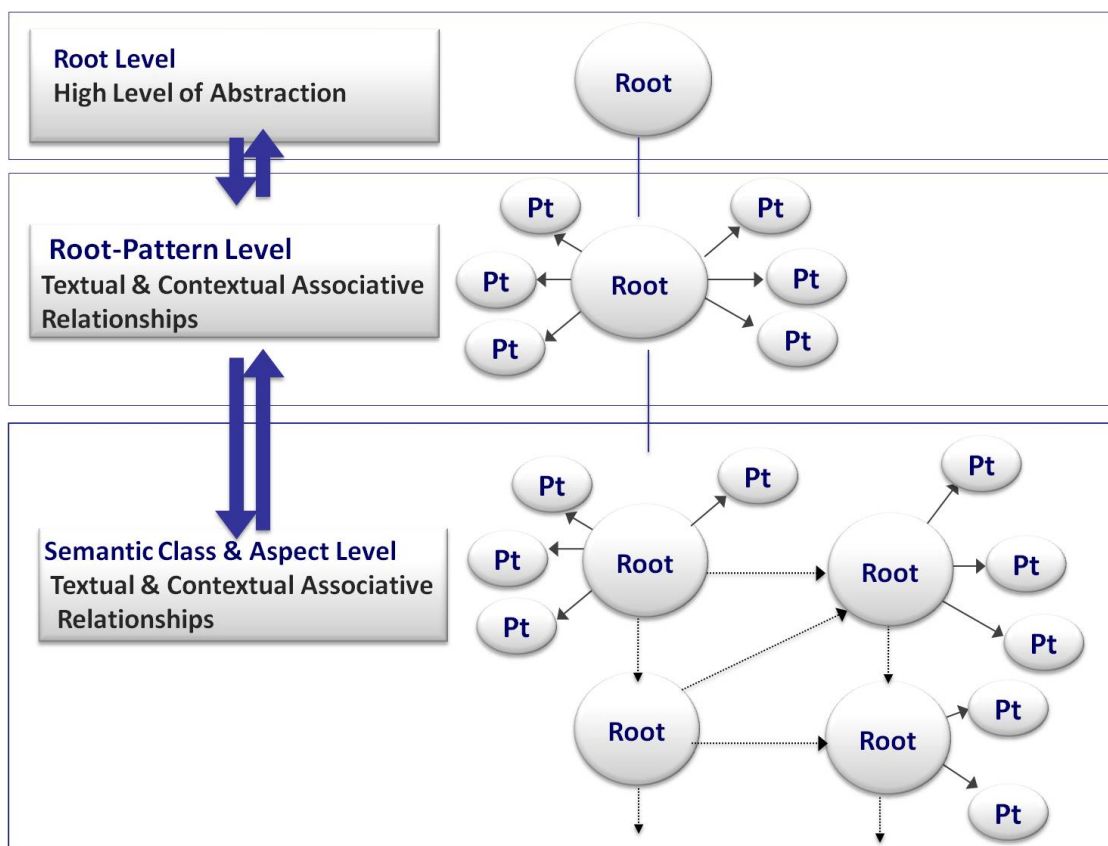 Root Level
High Level of Abstraction
Root
Root-Pattern Level
Textual & Contextual Associative
Relationships
Pt
Pt
Pt
Root
Pt
Pt
Pt
Semantic Class & Aspect Level
Textual & Contextual Associative
Relationships
Pt
Pt
Pt
Pt
Root
Root
Pt
Pt
Pt
Root
Root
Pt
Pt